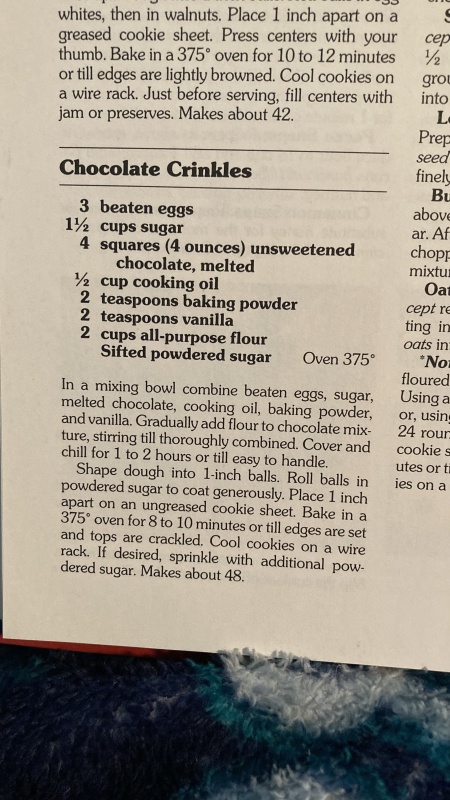 whites, then in walnuts. Place 1 inch apart on a
greased cookie sheet. Press centers with your
thumb. Bake in a 375° oven for 10 to 12 minutes
or till edges are lightly browned. Cool cookies on
a wire rack. Just before serving, fill centers with
jam or preserves. Makes about 42.
Chocolate Crinkles
3 beaten eggs
1½ cups sugar
4 squares (4 ounces) unsweetened
chocolate, melted
½ cup cooking oil
2 teaspoons baking powder
2 teaspoons vanilla
2 cups all-purpose flour
Sifted powdered sugar Oven 375°
In a mixing bowl combine beaten eggs, sugar,
melted chocolate, cooking oil, baking powder,
and vanilla. Gradually add flour to chocolate mix-
ture, stirring till thoroughly combined. Cover and
chill for 1 to 2 hours or till easy to handle.
Shape dough into 1-inch balls. Roll balls in
powdered sugar to coat generously. Place 1 inch
apart on an ungreased cookie sheet. Bake in a
375° oven for 8 to 10 minutes or till edges are set
and tops are crackled. Cool cookies on a wire
rack. If desired, sprinkle with additional pow-
dered sugar. Makes about 48.
cept
½
grou
into
Prep
seed
finely
Bu
above
ar. Af
chopp
mixtur
Oat
cept re
ting in
oats in
*Not
floured
Using a
or, using
24 roun
cookie s
utes or ti
ies on a